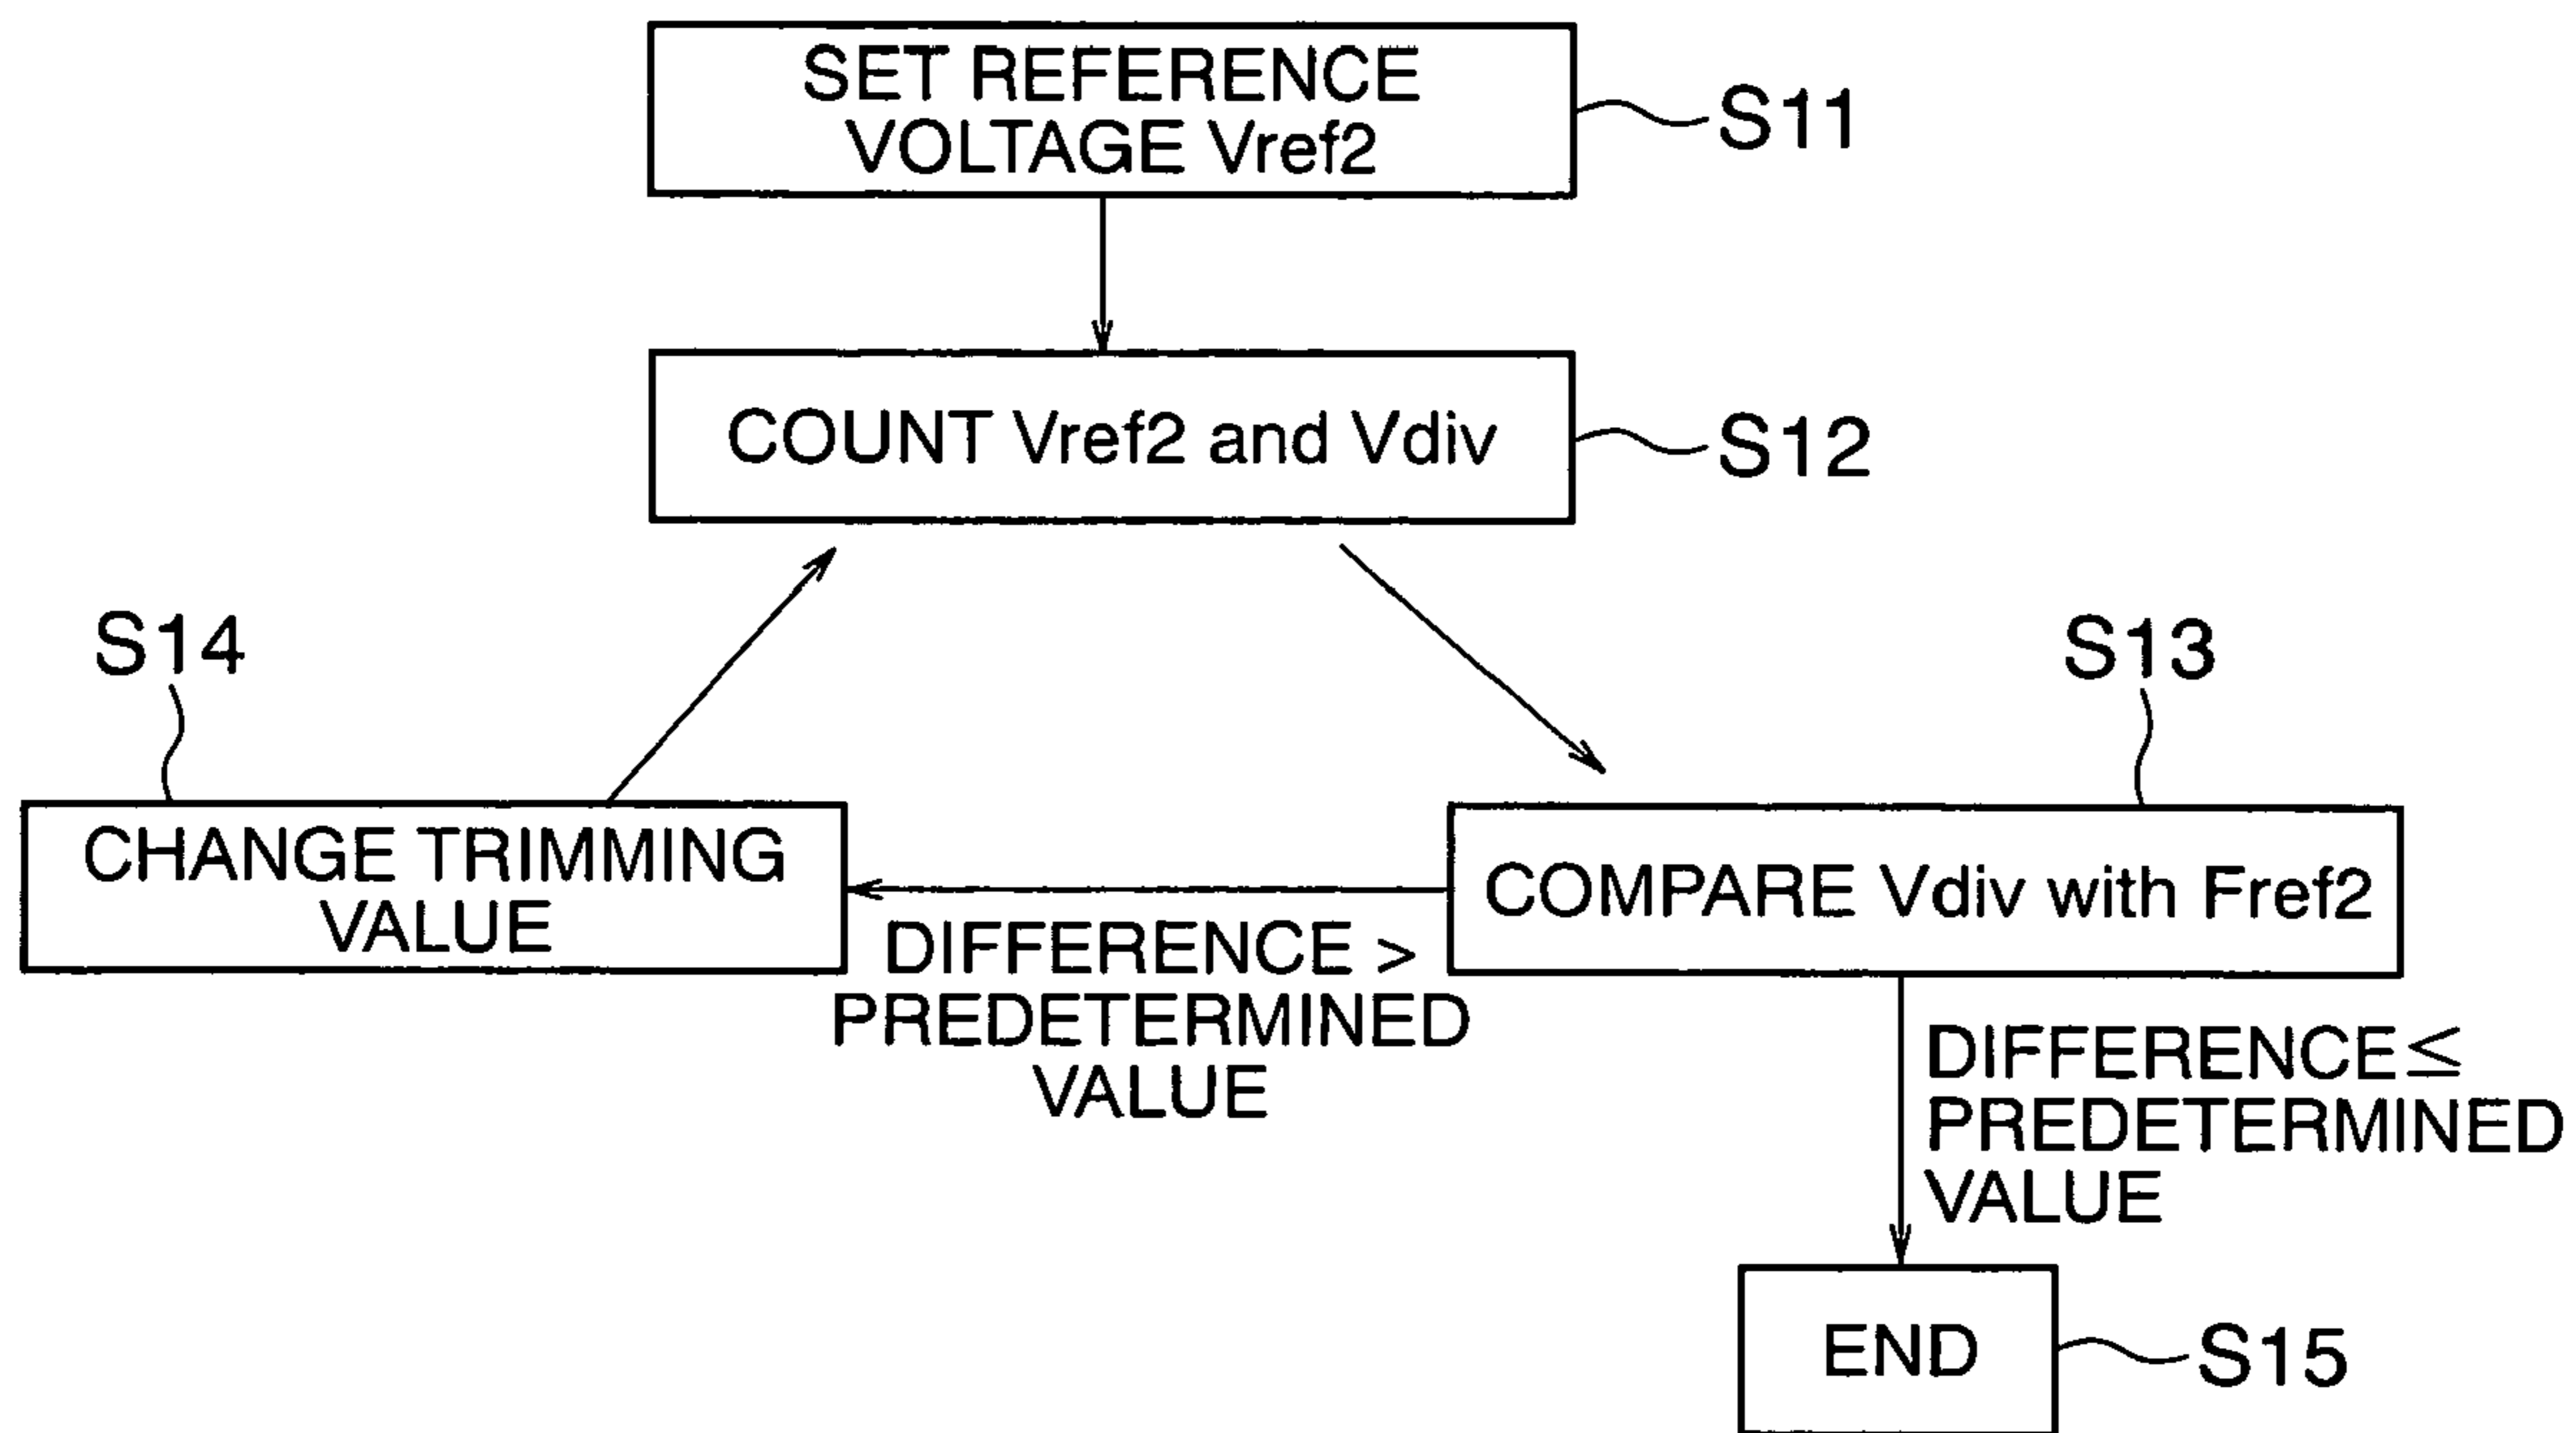 SET REFERENCE
VOLTAGE Vref2
S11
COUNT Vref2 and Vdiv
S12
S14
S13
CHANGE TRIMMING
VALUE
COMPARE Vdiv with Fref2
DIFFERENCE >
PREDETERMINED
VALUE
DIFFERENCE ≤
PREDETERMINED
VALUE
END
S15